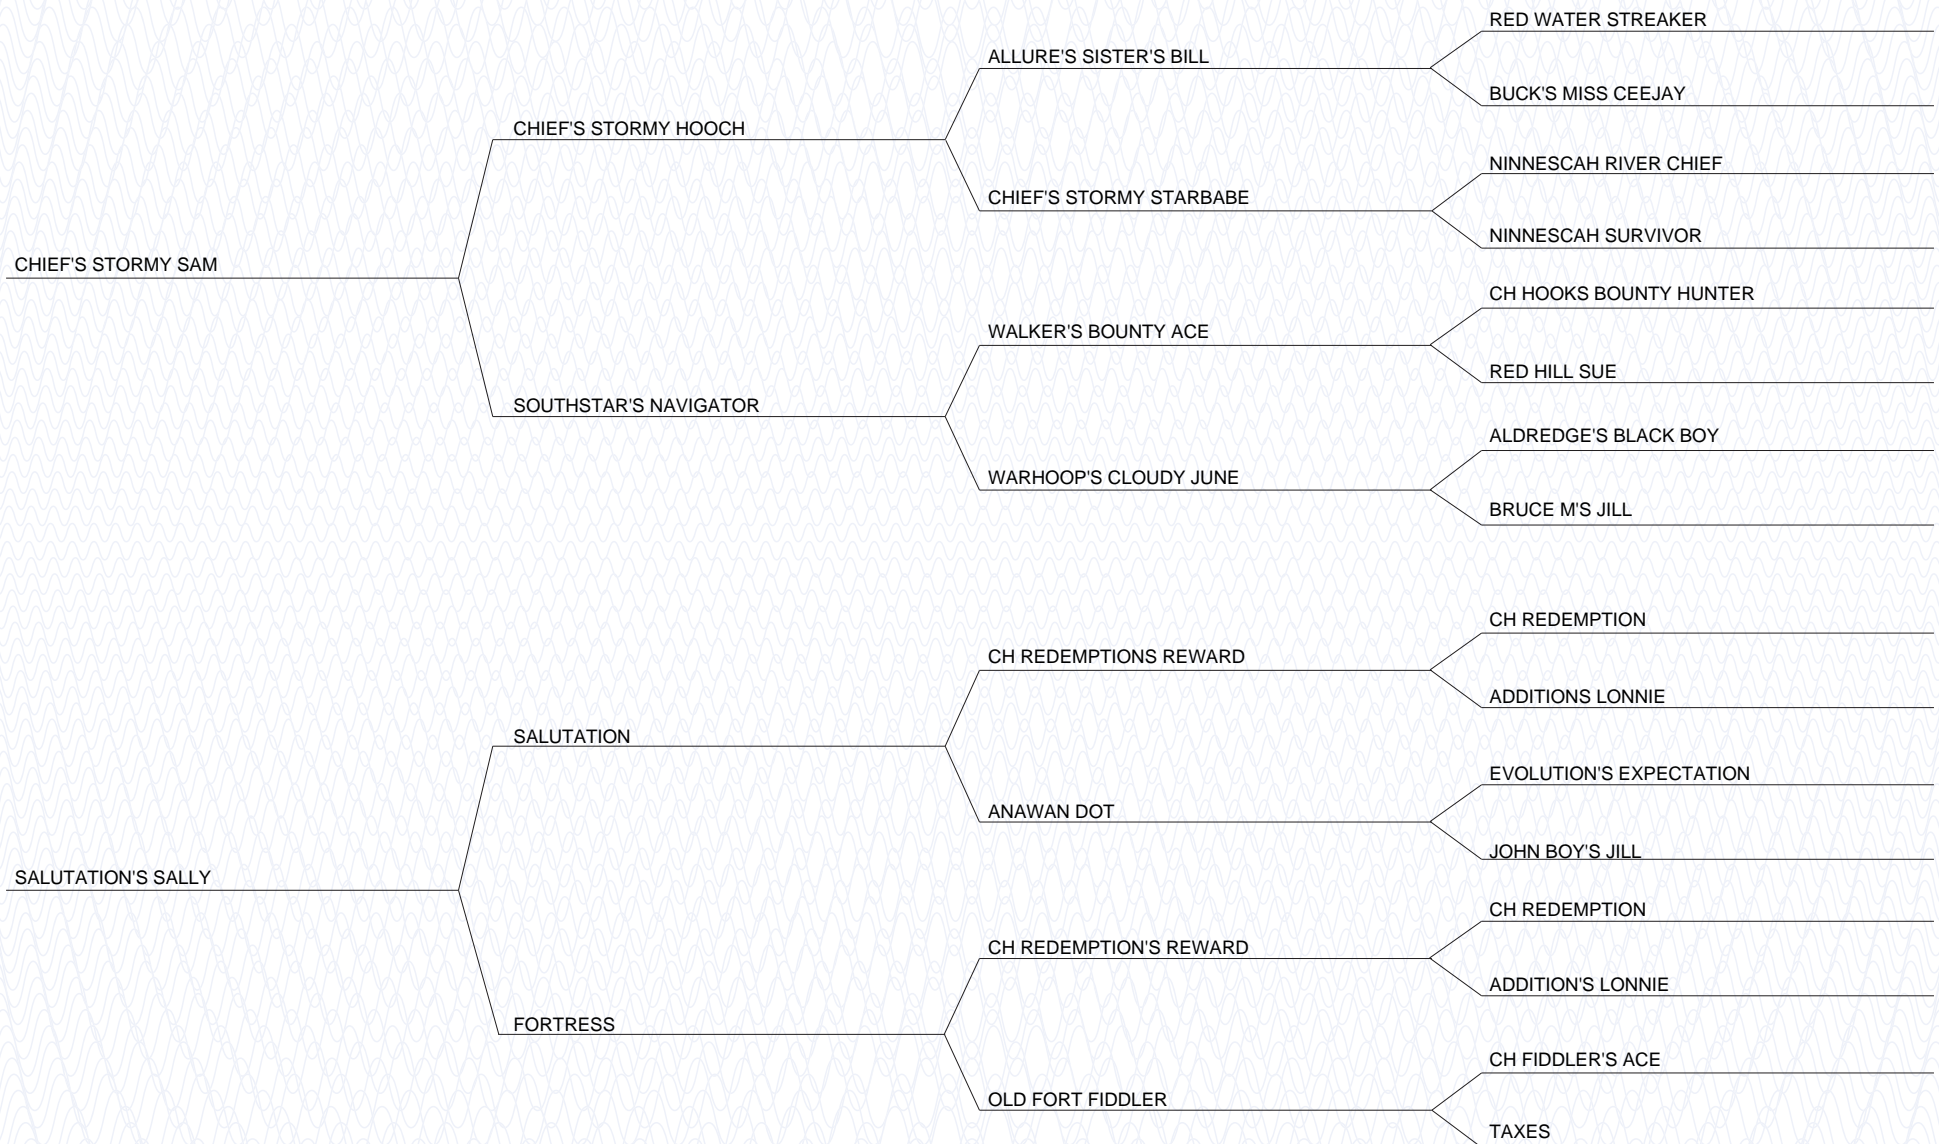 RED WATER STREAKER
ALLURE'S SISTER'S BILL
BUCK'S MISS CEEJAY
CHIEF'S STORMY HOOCH
NINNESCAH RIVER CHIEF
CHIEF'S STORMY STARBABE
NINNESCAH SURVIVOR
CHIEF'S STORMY SAM
CH HOOKS BOUNTY HUNTER
WALKER'S BOUNTY ACE
RED HILL SUE
SOUTHSTAR'S NAVIGATOR
ALDREDGE'S BLACK BOY
WARHOOP'S CLOUDY JUNE
BRUCE M'S JILL
CH REDEMPTION
CH REDEMPTIONS REWARD
ADDITIONS LONNIE
SALUTATION
EVOLUTION'S EXPECTATION
ANAWAN DOT
JOHN BOY'S JILL
SALUTATION'S SALLY
CH REDEMPTION
CH REDEMPTION'S REWARD
ADDITION'S LONNIE
FORTRESS
CH FIDDLER'S ACE
OLD FORT FIDDLER
TAXES